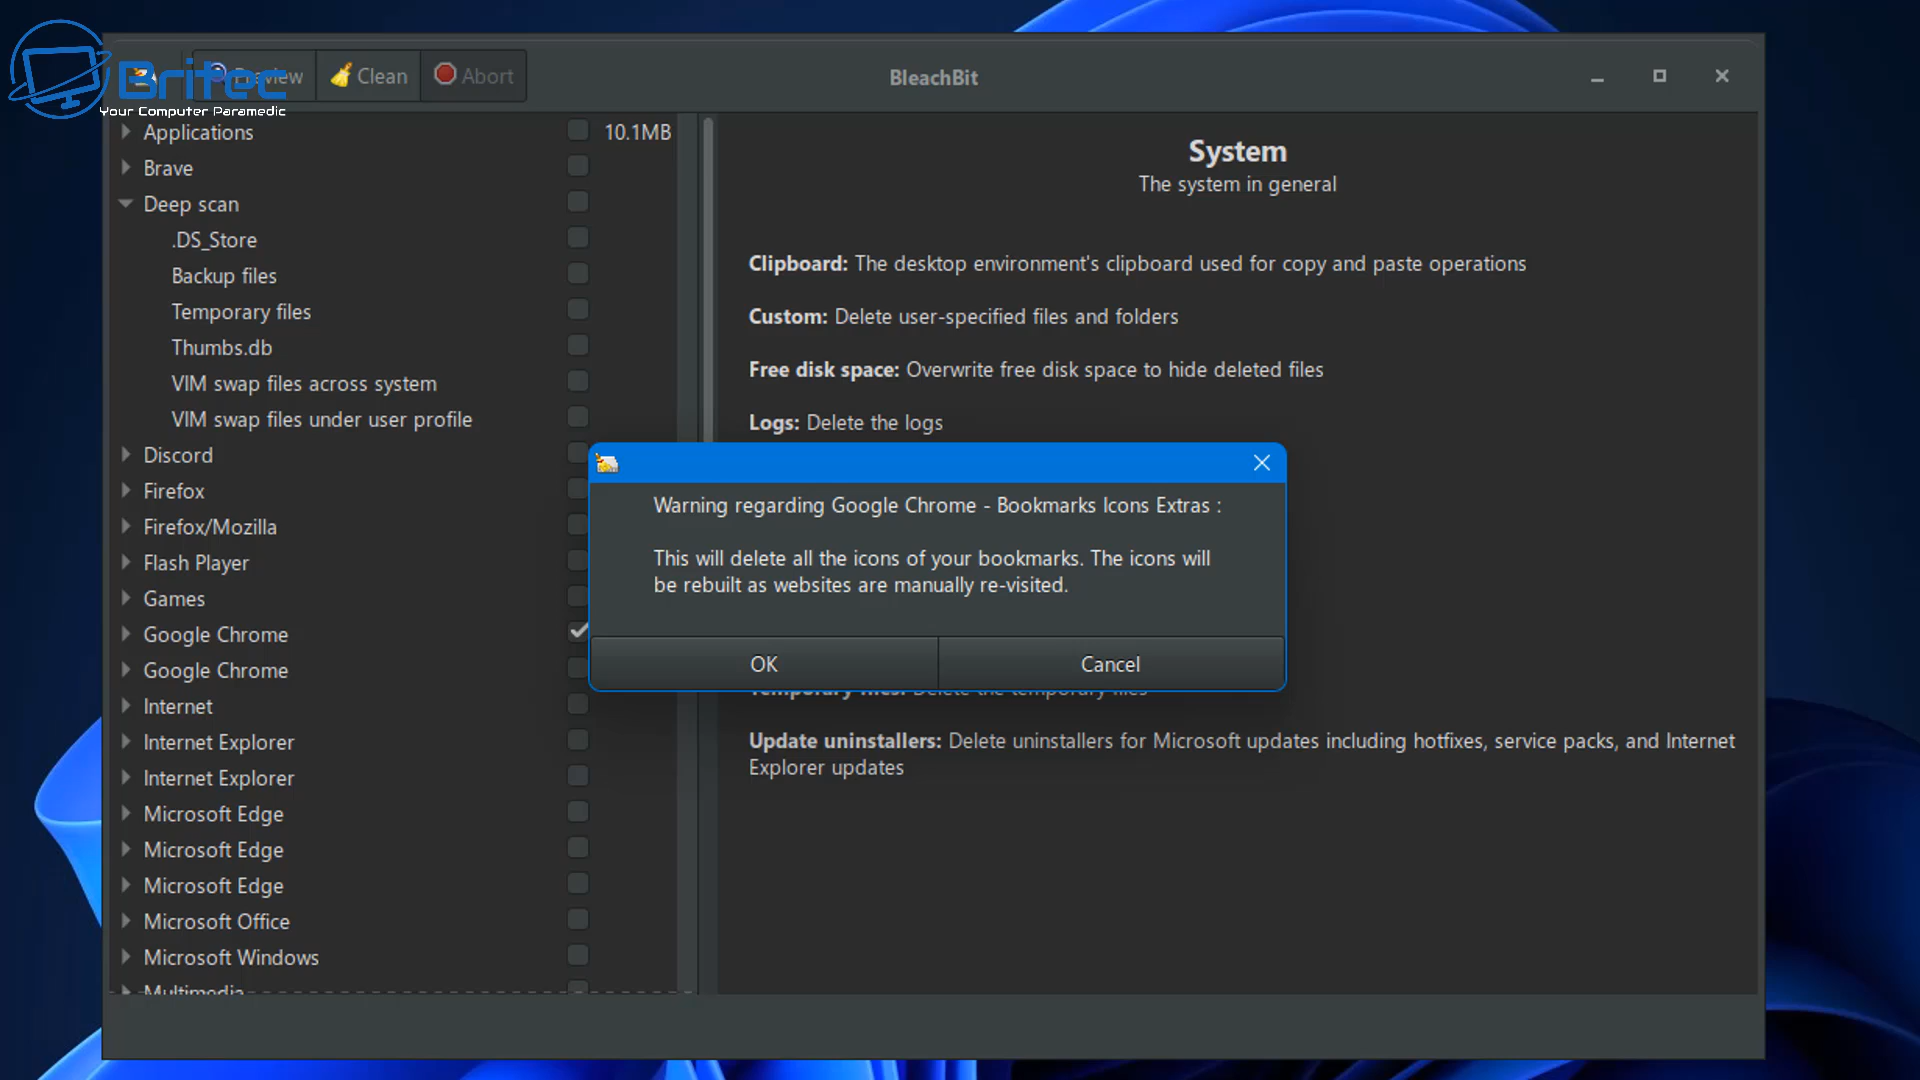 Britec
Your Computer Paramedic
Preview
Clean
Abort
BleachBit
Applications
10.1MB
Brave
Deep scan
.DS_Store
Backup files
Temporary files
Thumbs.db
VIM swap files across system
VIM swap files under user profile
Discord
Firefox
Firefox/Mozilla
Flash Player
Games
Google Chrome
Google Chrome
Internet
Internet Explorer
Internet Explorer
Microsoft Edge
Microsoft Edge
Microsoft Edge
Microsoft Office
Microsoft Windows
Multimedia
System
The system in general
Clipboard: The desktop environment's clipboard used for copy and paste operations
Custom: Delete user-specified files and folders
Free disk space: Overwrite free disk space to hide deleted files
Logs: Delete the logs
Warning regarding Google Chrome - Bookmarks Icons Extras :
This will delete all the icons of your bookmarks. The icons will
be rebuilt as websites are manually re-visited.
OK
Cancel
Temporary files: Delete the temporary files
Update uninstallers: Delete uninstallers for Microsoft updates including hotfixes, service packs, and Internet
Explorer updates